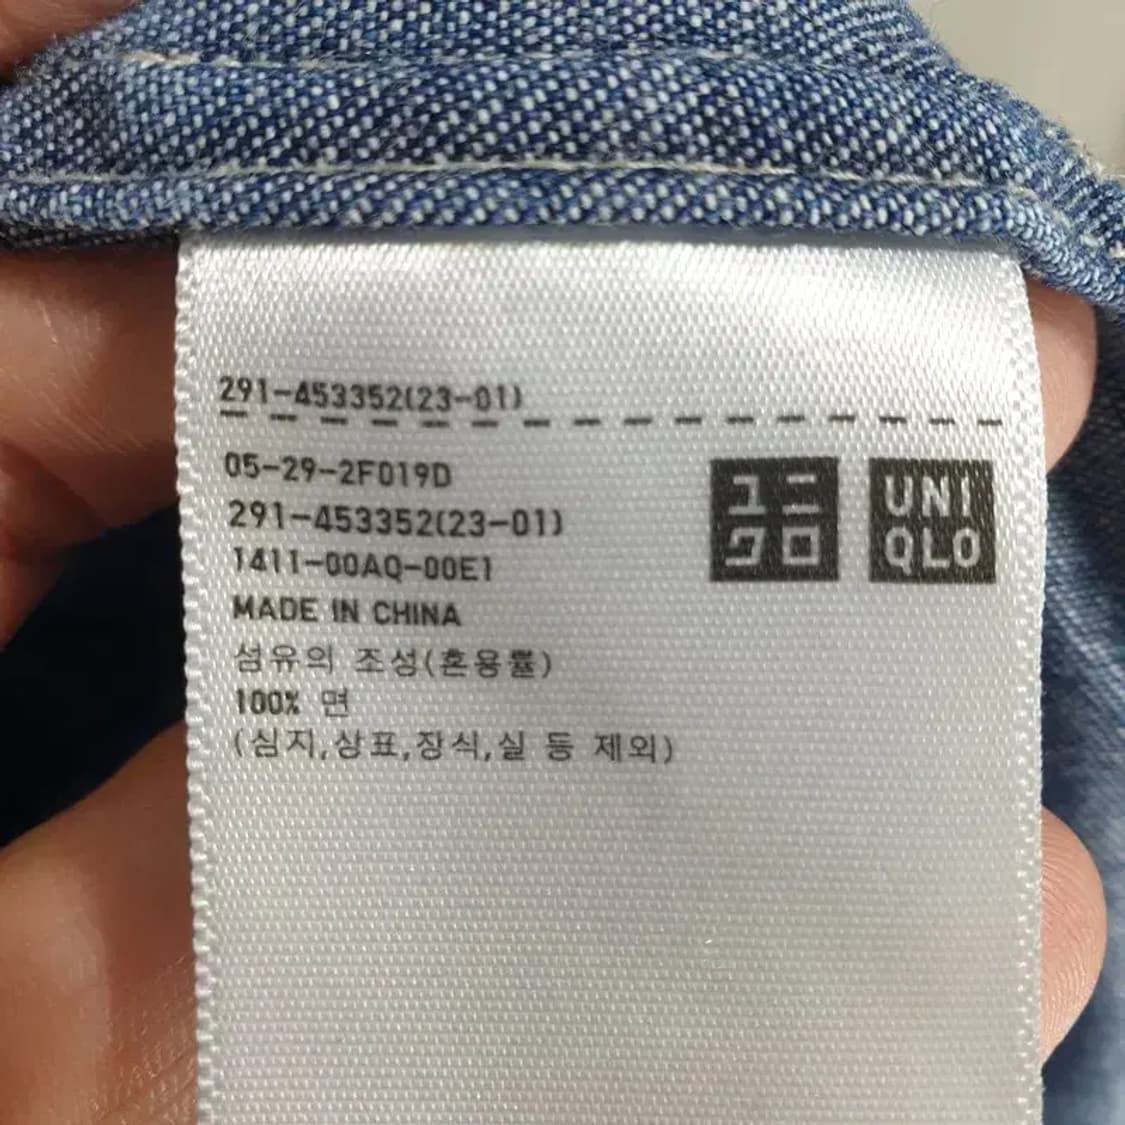 291-453352(23-01)
05-29-2F019D
291-453352(23-01)
1411-00AQ-00E1
MADE IN CHINA
섬유의 조성(혼용률)
100% 면
(심지,상표,장식,실 등 제외)
ユニ
クロ
UNI
QLO